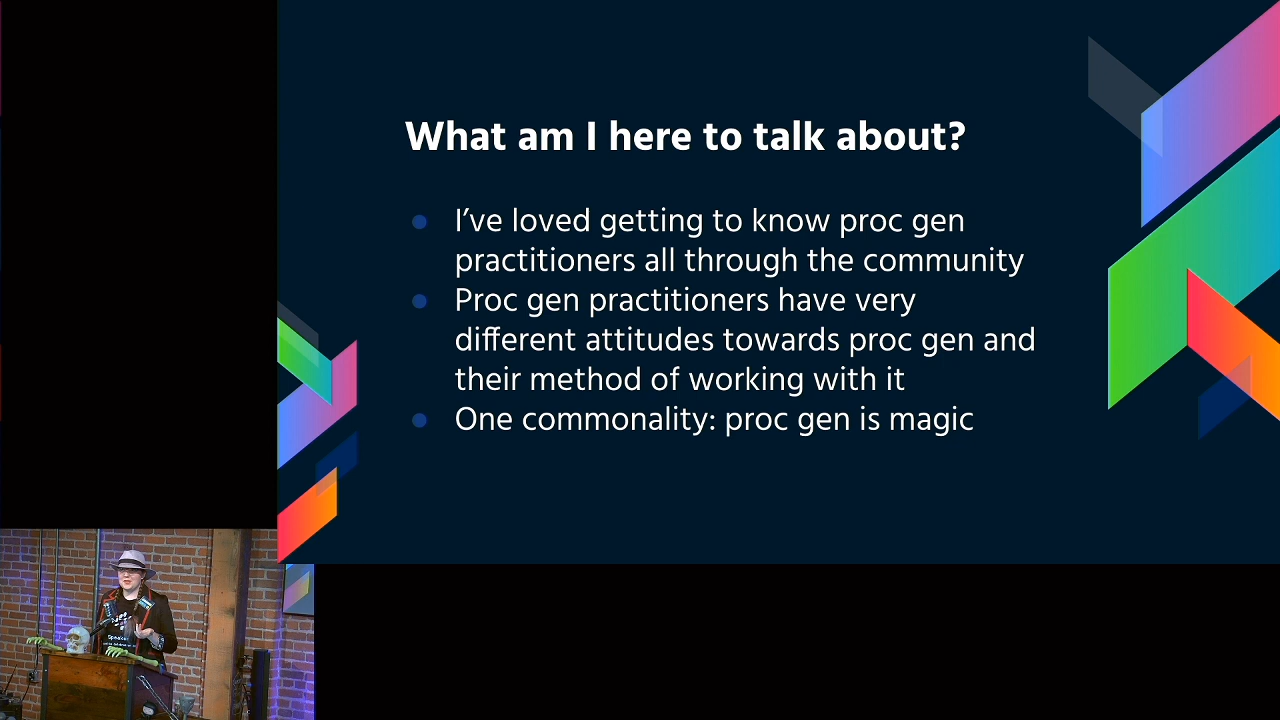 What am I here to talk about?
I've loved getting to know proc gen
practitioners all through the community
Proc gen practitioners have very
different attitudes towards proc gen and
their method of working with it
One commonality: proc gen is magic
Speaker